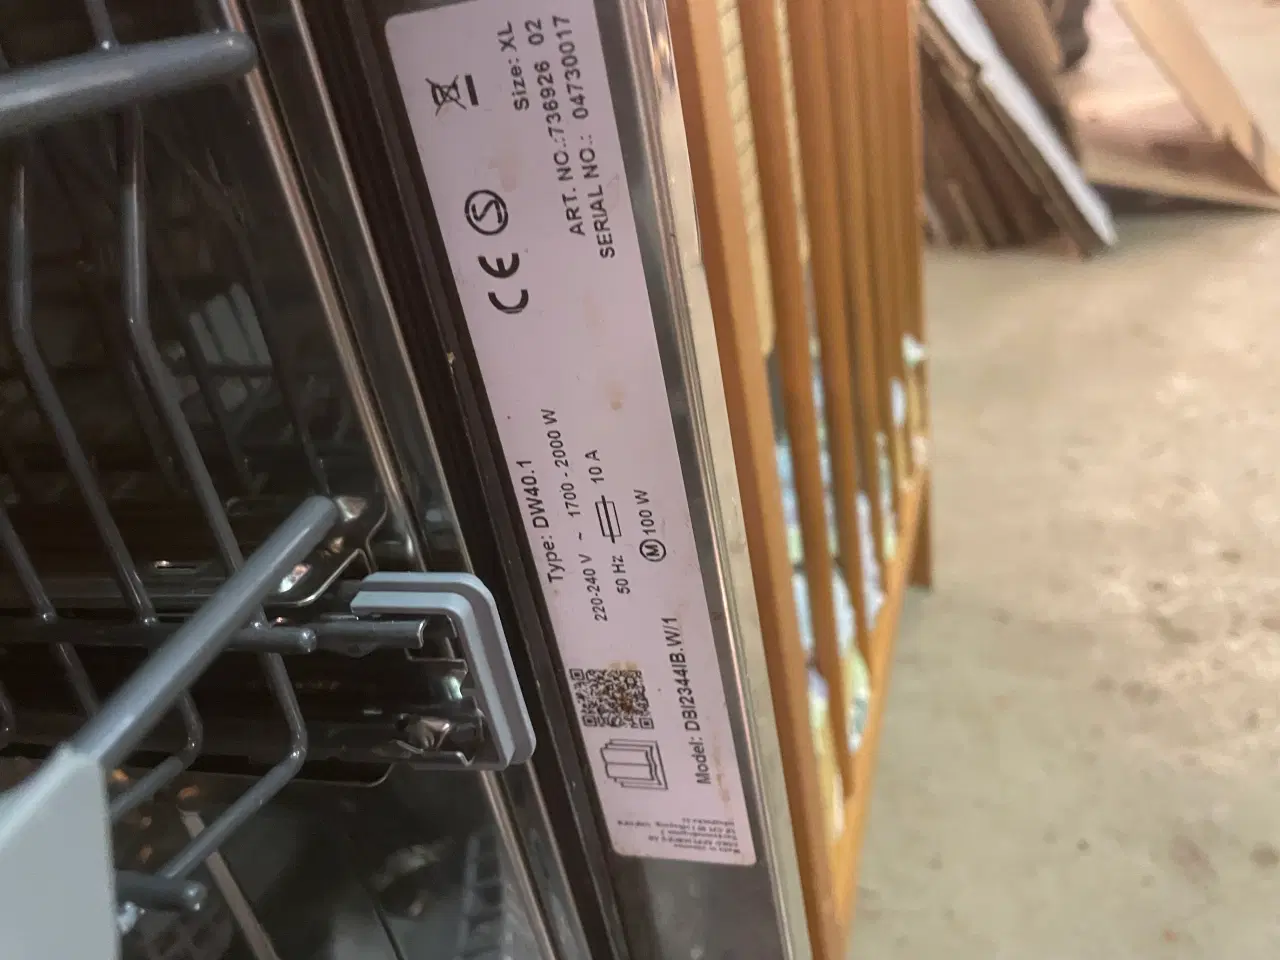 Size: XL
ART. NO.:736926 02
SERIAL NO.: 04730017
CE S
Type: DW40.1
220-240 V ~ 1700 - 2000 W
50 Hz 10 A
M 100 W
Model: DBI2344IB.W/1